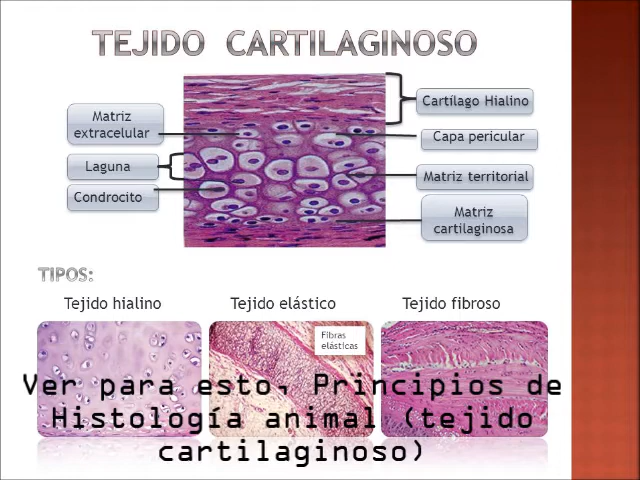 TEJIDO CARTILAGINOSO
Matriz
extracelular
Laguna
Condrocito
Cartílago Hialino
Capa pericular
Matriz territorial
Matriz
cartilaginosa
TIPOS:
Tejido hialino
Tejido elástico
Tejido fibroso
Fibras
elásticas
Ver para esto, Principios de
Histología animal (tejido
cartilaginoso)